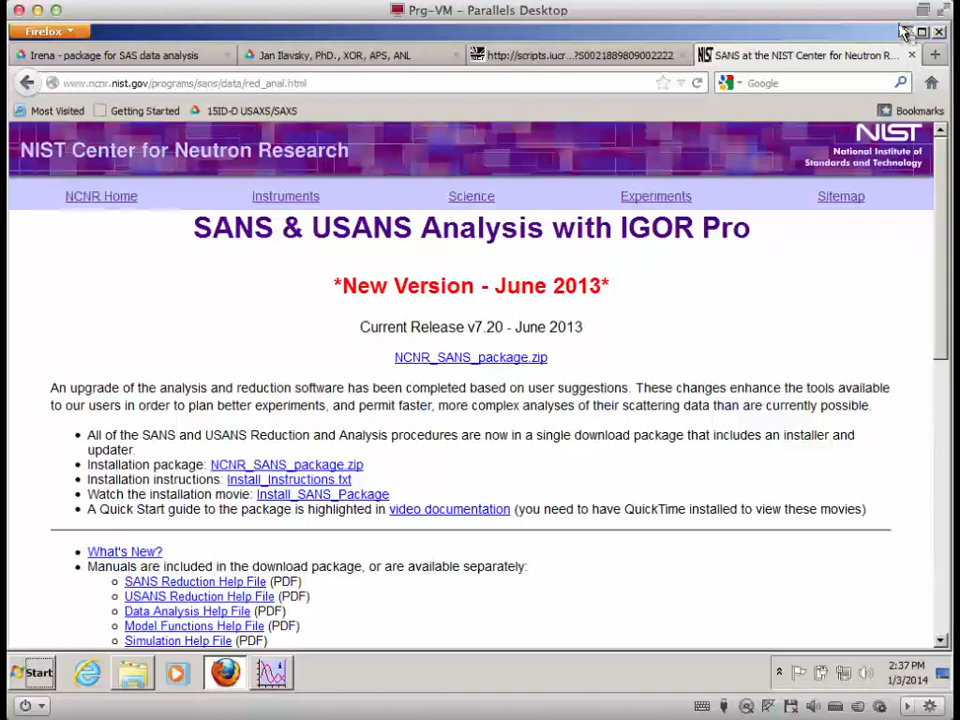 Prg-VM – Parallels Desktop
Firefox
Irena - package for SAS data analysis
Jan Ilavsky, PhD., XOR, APS, ANL
http://scripts.iucr...?S0021889809002222
SANS at the NIST Center for Neutron R...
www.ncnr.nist.gov/programs/sans/data/red_anal.html
Google
Most Visited
Getting Started
15ID-D USAXS/SAXS
Bookmarks
NIST Center for Neutron Research
NIST
National Institute of
Standards and Technology
NCNR Home
Instruments
Science
Experiments
Sitemap
SANS & USANS Analysis with IGOR Pro
*New Version - June 2013*
Current Release v7.20 - June 2013
NCNR_SANS_package.zip
An upgrade of the analysis and reduction software has been completed based on user suggestions. These changes enhance the tools available
to our users in order to plan better experiments, and permit faster, more complex analyses of their scattering data than are currently possible.
All of the SANS and USANS Reduction and Analysis procedures are now in a single download package that includes an installer and
updater.
Installation package: NCNR_SANS_package.zip
Installation instructions: Install_Instructions.txt
Watch the installation movie: Install_SANS_Package
A Quick Start guide to the package is highlighted in video documentation (you need to have QuickTime installed to view these movies)
What's New?
Manuals are included in the download package, or are available separately:
SANS Reduction Help File (PDF)
USANS Reduction Help File (PDF)
Data Analysis Help File (PDF)
Model Functions Help File (PDF)
Simulation Help File (PDF)
Start
2:37 PM
1/3/2014